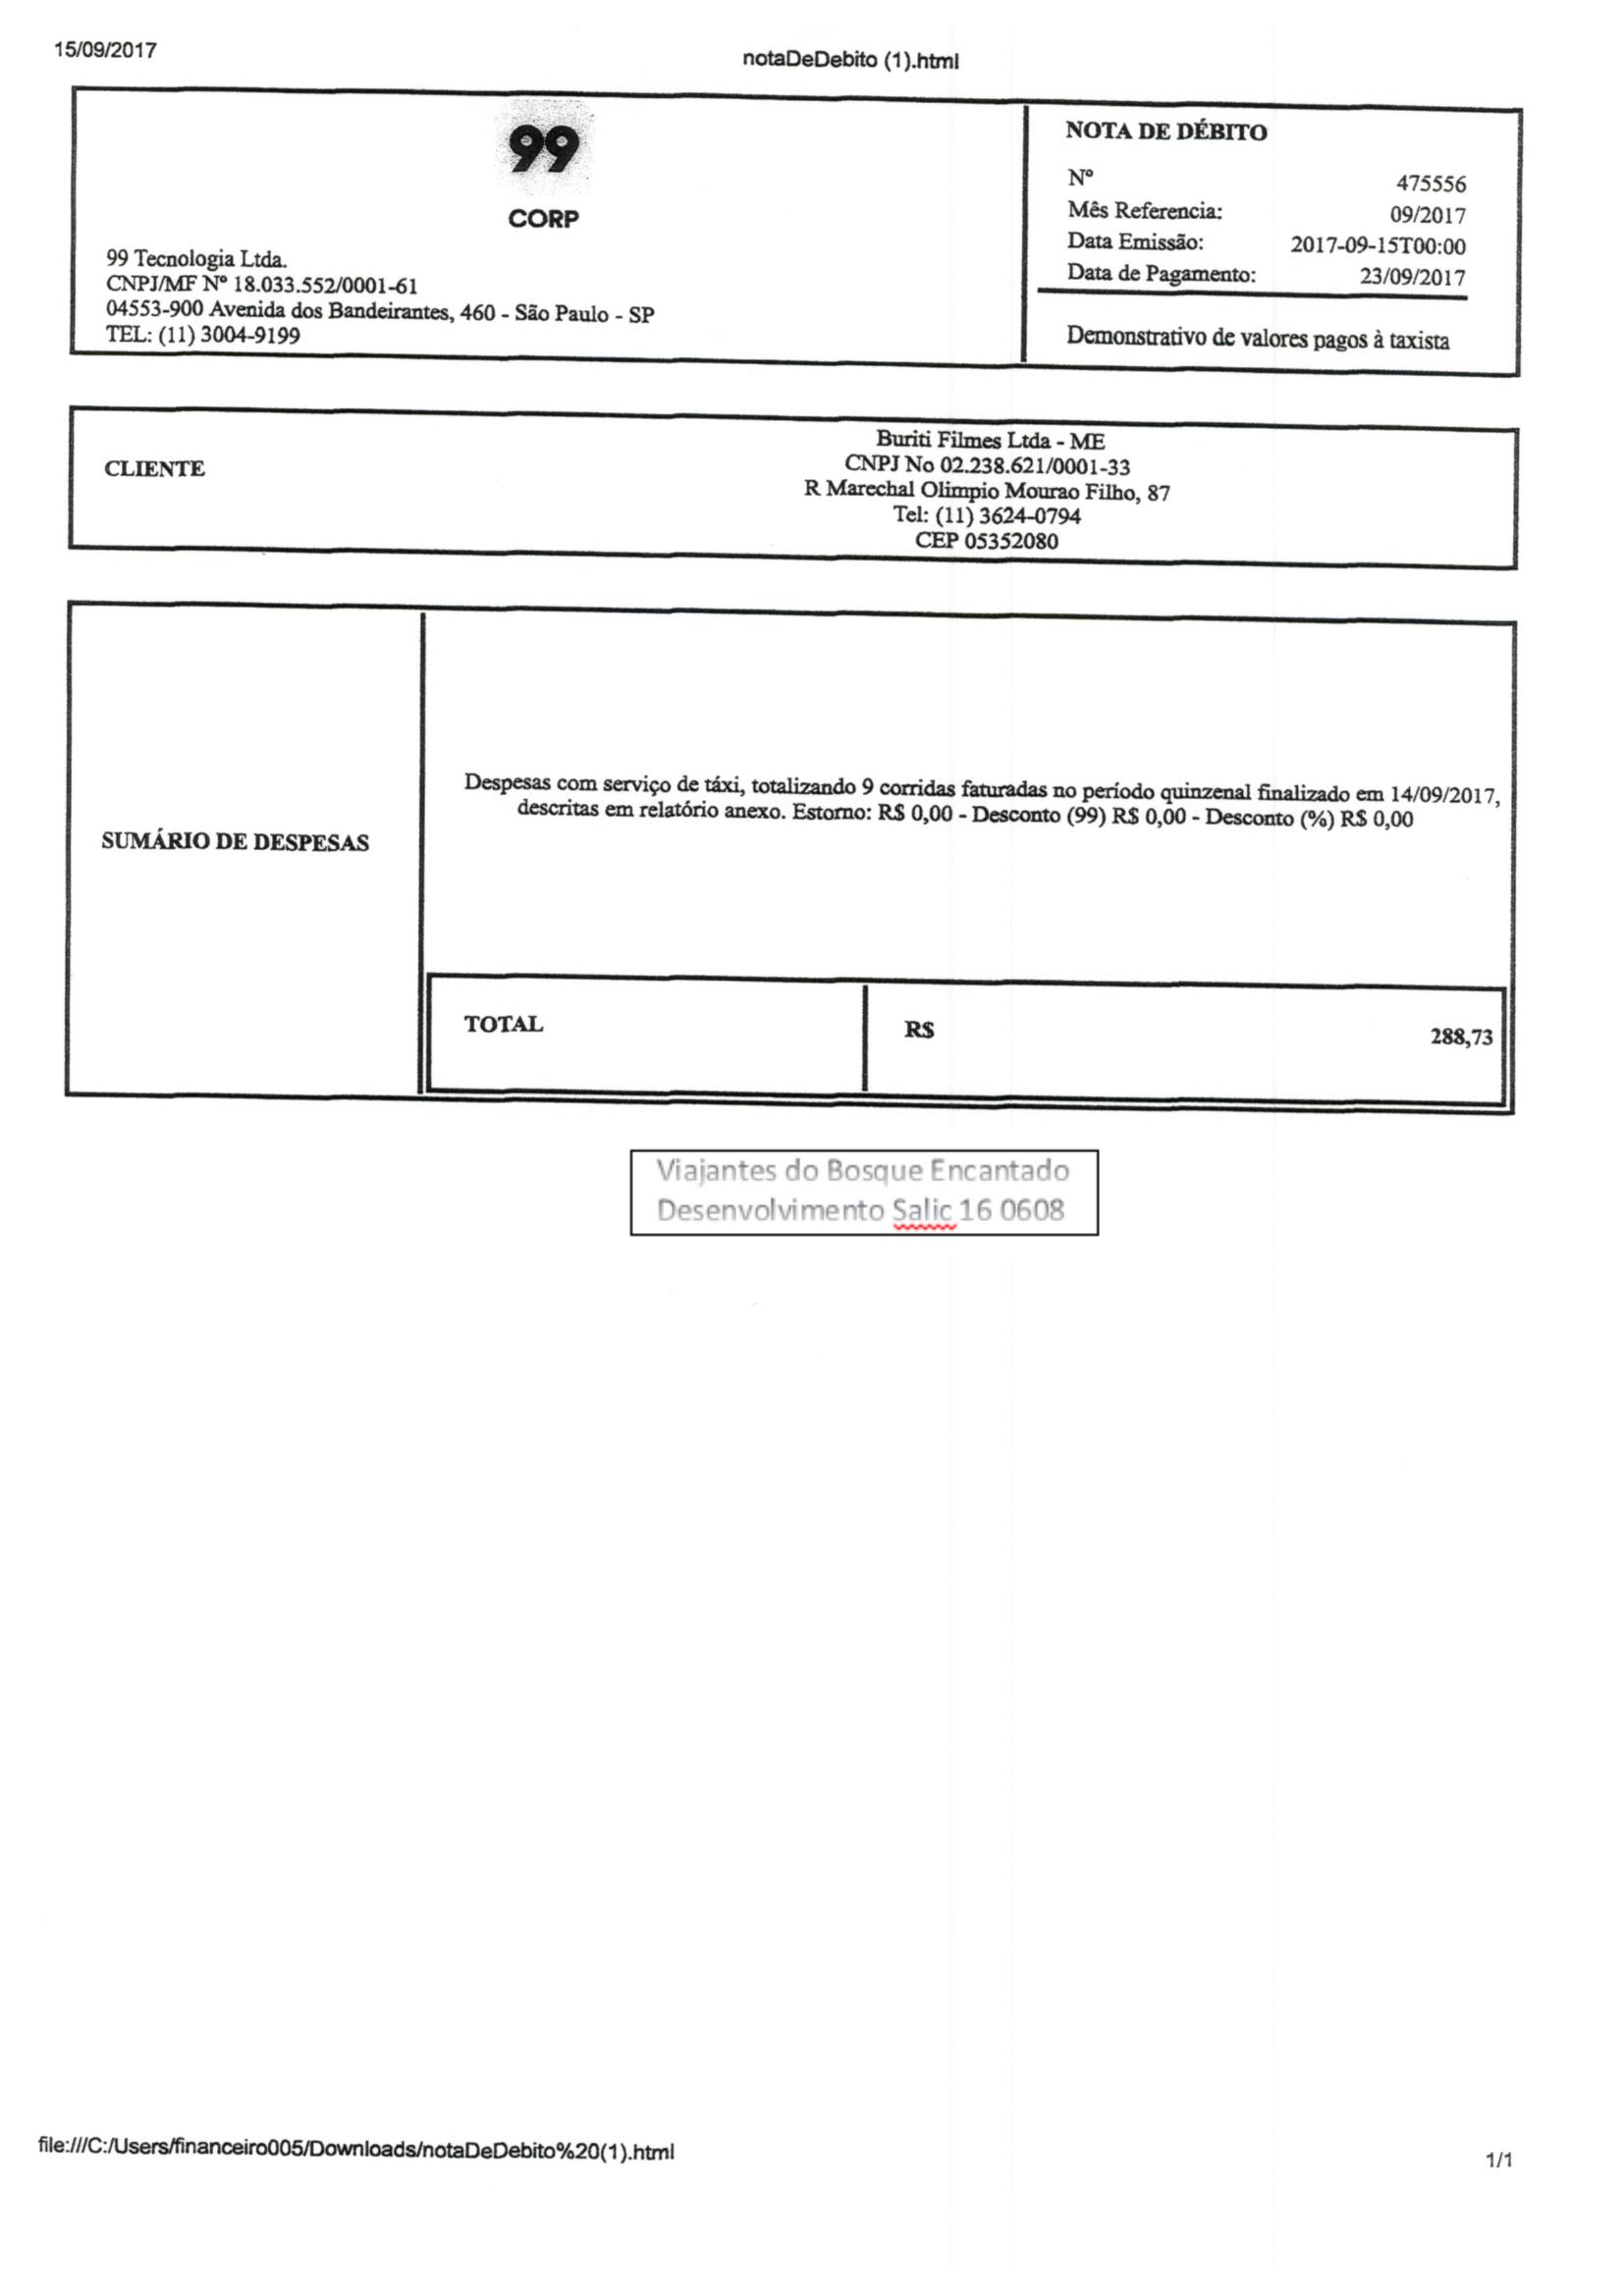 15/09/2017
notaDeDebito (1).html
99
CORP
99 Tecnologia Ltda.
CNPJ/MF Nº 18.033.552/0001-61
04553-900 Avenida dos Bandeirantes, 460 - São Paulo - SP
TEL: (11) 3004-9199
NOTA DE DÉBITO
Nº 475556
Mês Referencia: 09/2017
Data Emissão: 2017-09-15T00:00
Data de Pagamento: 23/09/2017
Demonstrativo de valores pagos à taxista
CLIENTE
Buriti Filmes Ltda - ME
CNPJ No 02.238.621/0001-33
R Marechal Olimpio Mourao Filho, 87
Tel: (11) 3624-0794
CEP 05352080
SUMÁRIO DE DESPESAS
Despesas com serviço de táxi, totalizando 9 corridas faturadas no período quinzenal finalizado em 14/09/2017,
descritas em relatório anexo. Estorno: R$ 0,00 - Desconto (99) R$ 0,00 - Desconto (%) R$ 0,00
TOTAL R$ 288,73
Viajantes do Bosque Encantado
Desenvolvimento Salic 16 0608
file:///C:/Users/financeiro005/Downloads/notaDeDebito%20(1).html
1/1